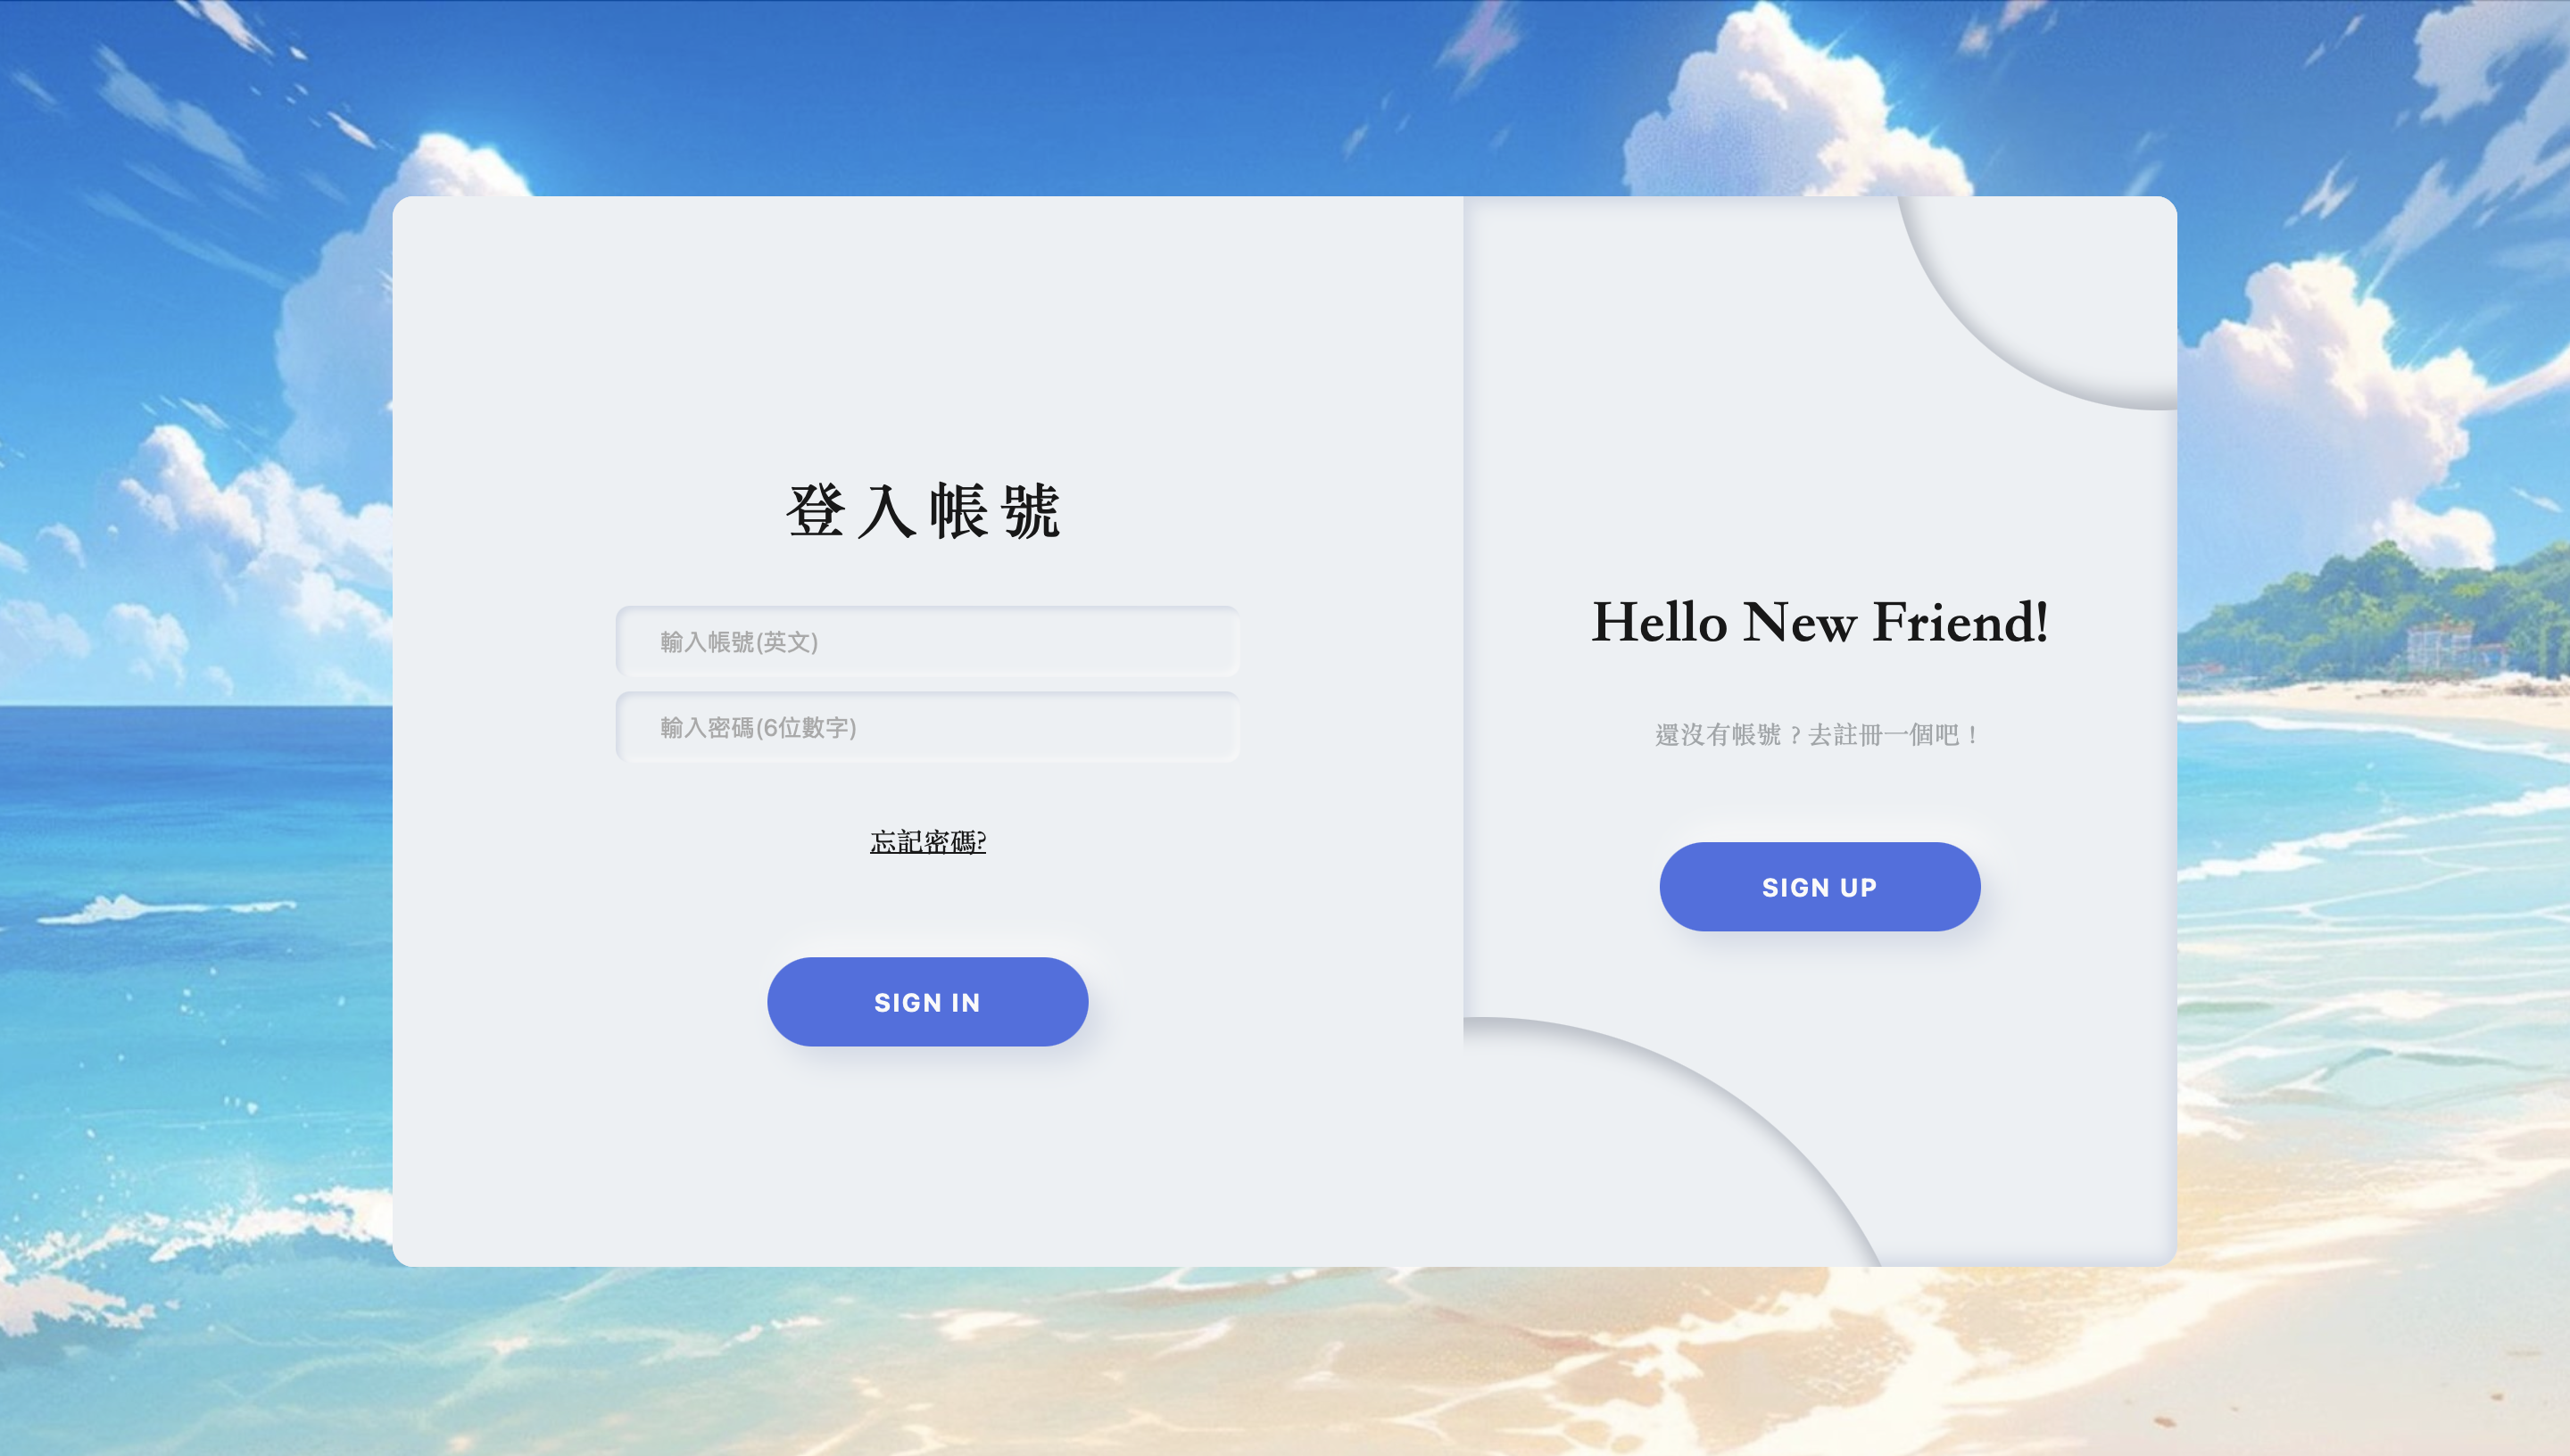 登入帳號
輸入帳號(英文)
輸入密碼(6位數字)
忘記密碼?
SIGN IN
Hello New Friend!
還沒有帳號？去註冊一個吧！
SIGN UP